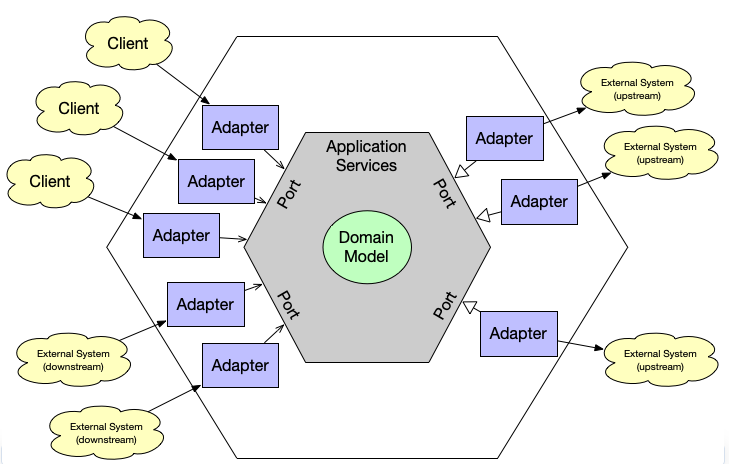 Client
Client
Client
Adapter
Adapter
Adapter
Adapter
Adapter
External System
(downstream)
External System
(downstream)
Port
Port
Application
Services
Domain
Model
Port
Port
Adapter
Adapter
Adapter
External System
(upstream)
External System
(upstream)
External System
(upstream)